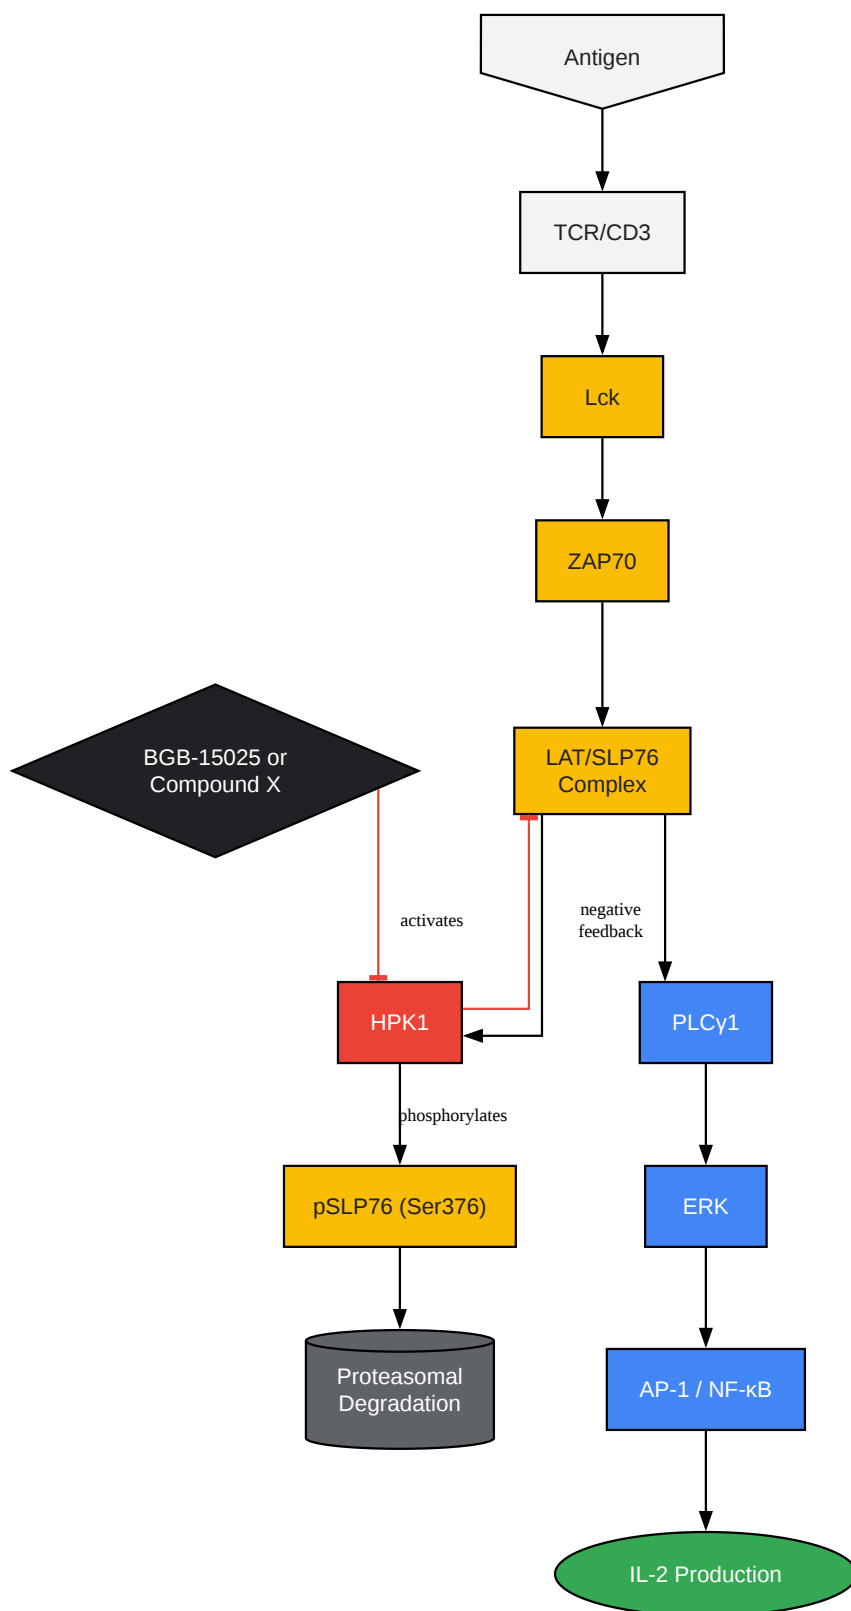 Antigen
TCR/CD3
Lck
ZAP70
BGB-15025 or
Compound X
LAT/SLP76
Complex
activates
negative
feedback
HPK1
PLCγ1
phosphorylates
pSLP76 (Ser376)
ERK
Proteasomal
Degradation
AP-1 / NF-κB
IL-2 Production